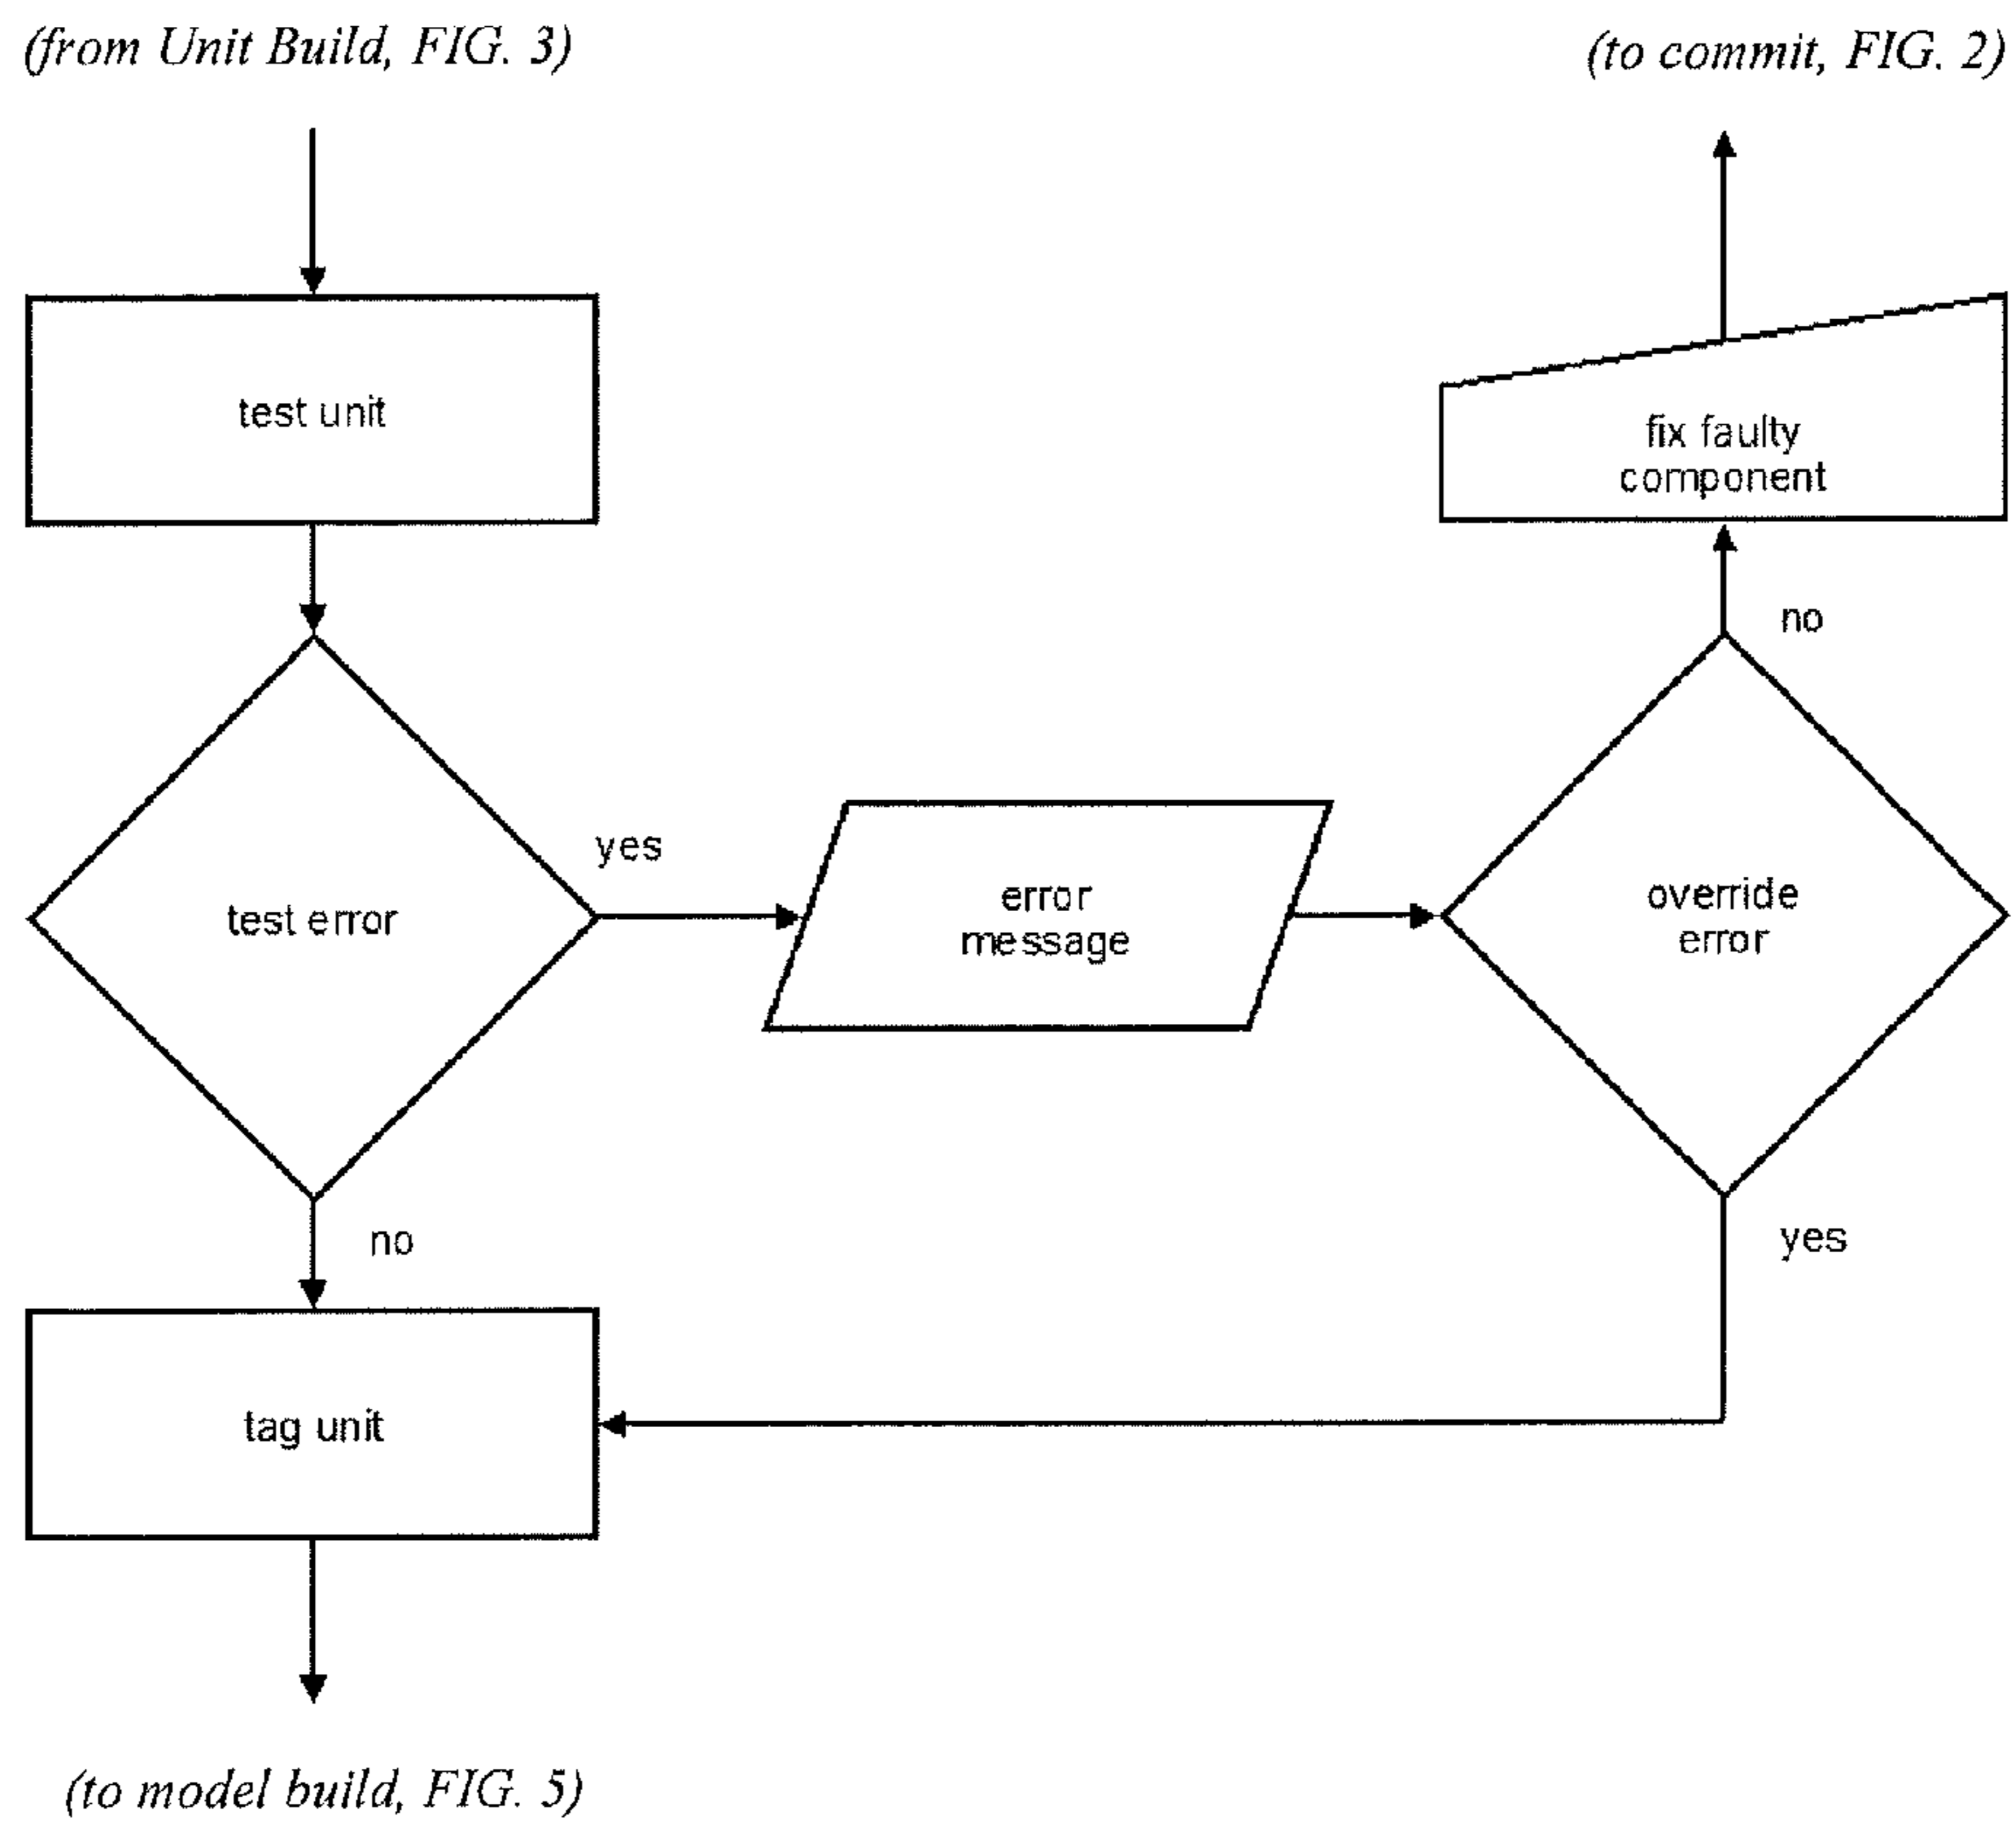 (from Unit Build, FIG. 3)
(to commit, FIG. 2)
test unit
fix faulty
component
no
yes
test error
error
message
override
error
no
yes
tag unit
(to model build, FIG. 5)